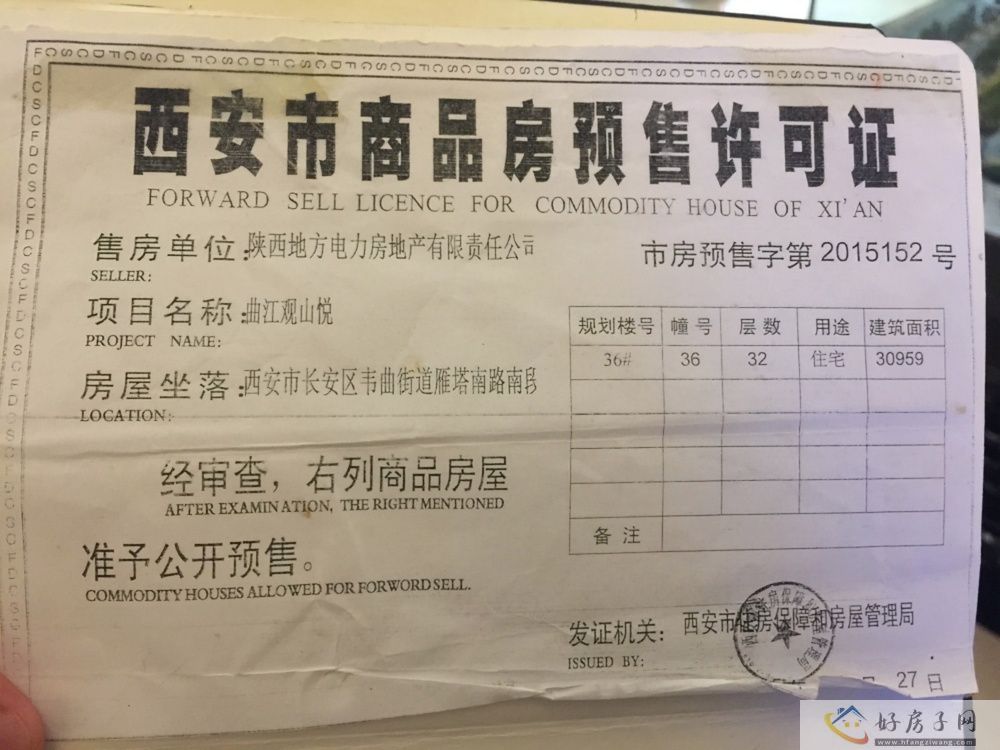 西安市商品房预售许可证
FORWARD SELL LICENCE FOR COMMODITY HOUSE OF XI'AN
售房单位:陕西地方电力房地产有限责任公司
SELLER:
市房预售字第 2015152 号
项目名称:曲江观山悦
PROJECT NAME:
房屋坐落:西安市长安区韦曲街道雁塔南路南段
LOCATION:
规划楼号 幢号 层数 用途 建筑面积
36# 36 32 住宅 30959
备注
经审查，右列商品房屋
AFTER EXAMINATION, THE RIGHT MENTIONED
准予公开预售。
COMMODITY HOUSES ALLOWED FOR FORWORD SELL.
发证机关: 西安市住房保障和房屋管理局
ISSUED BY:
27 日
好房子网
www.hfangziwang.com